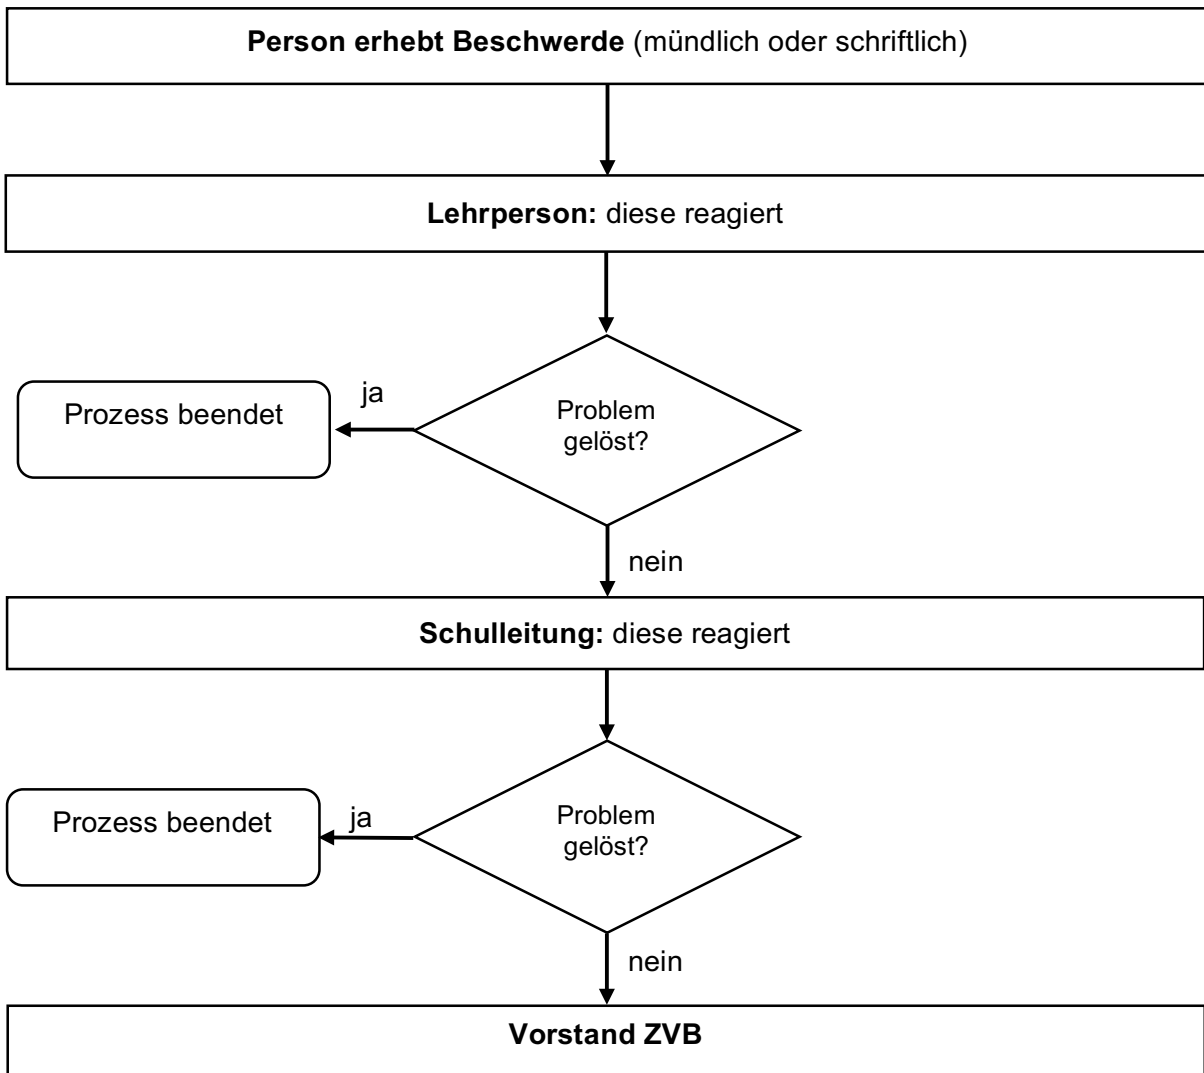 Person erhebt Beschwerde (mündlich oder schriftlich)
Lehrperson: diese reagiert
ja
Prozess beendet
Problem
gelöst?
nein
Schulleitung: diese reagiert
ja
Prozess beendet
Problem
gelöst?
nein
Vorstand ZVB